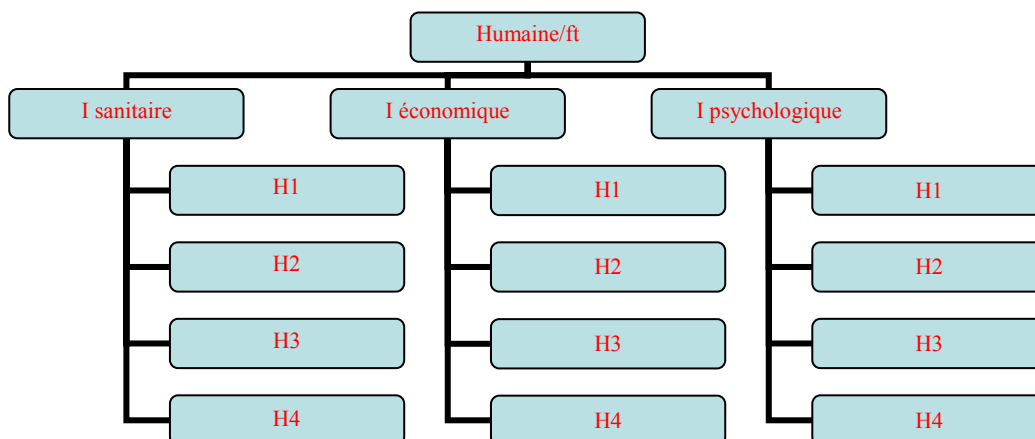 Humaine/ft
I sanitaire
I économique
I psychologique
H1
H1
H1
H2
H2
H2
H3
H3
H3
H4
H4
H4